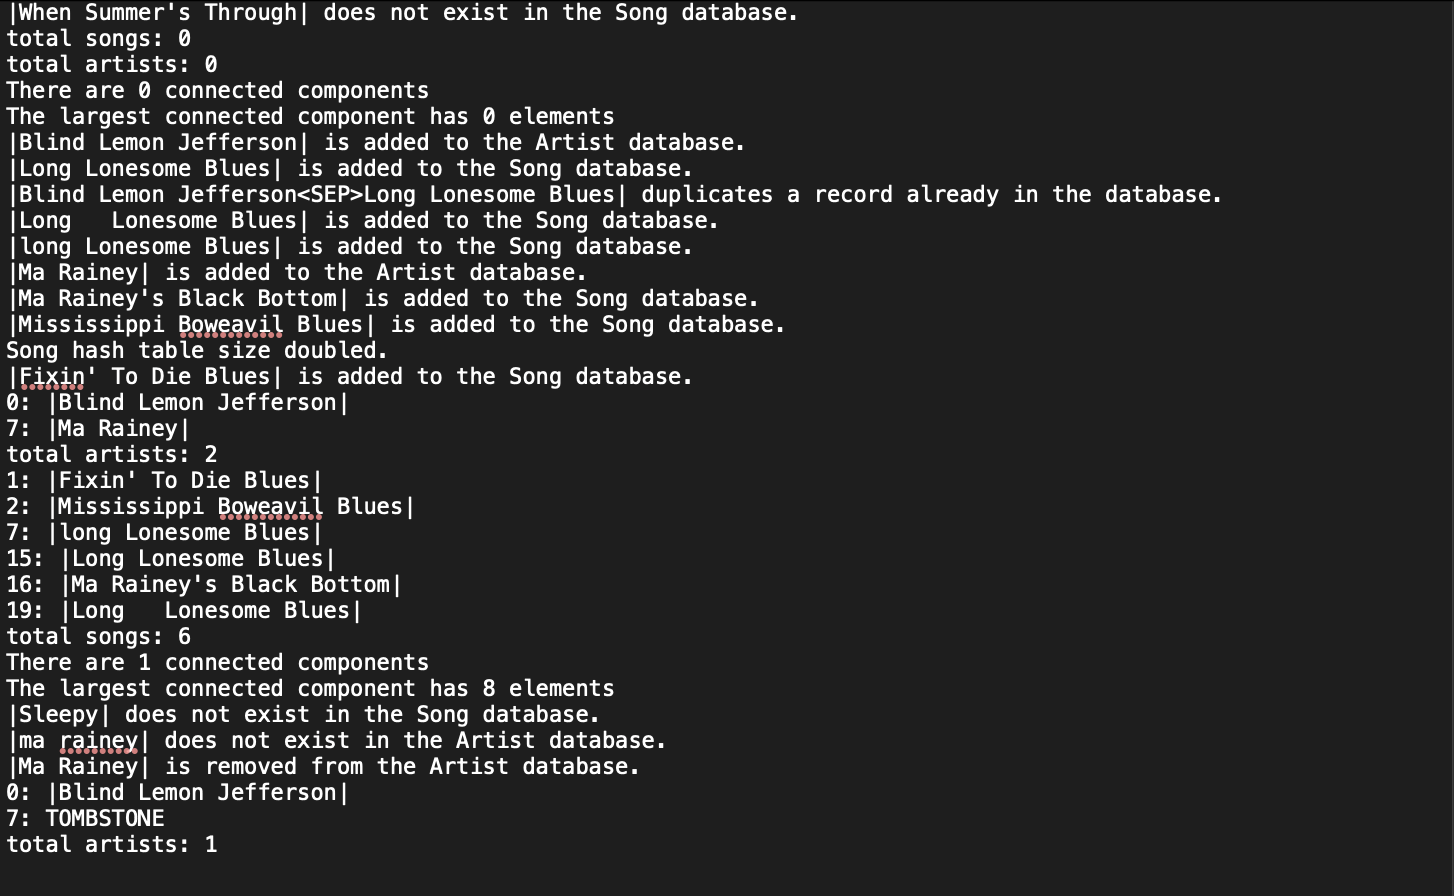 |When Summer's Through| does not exist in the Song database.
total songs: 0
total artists: 0
There are 0 connected components
The largest connected component has 0 elements
|Blind Lemon Jefferson| is added to the Artist database.
|Long Lonesome Blues| is added to the Song database.
|Blind Lemon Jefferson<SEP>Long Lonesome Blues| duplicates a record already in the database.
|Long   Lonesome Blues| is added to the Song database.
|long Lonesome Blues| is added to the Song database.
|Ma Rainey| is added to the Artist database.
|Ma Rainey's Black Bottom| is added to the Song database.
|Mississippi Boweavil Blues| is added to the Song database.
Song hash table size doubled.
|Fixin' To Die Blues| is added to the Song database.
0: |Blind Lemon Jefferson|
7: |Ma Rainey|
total artists: 2
1: |Fixin' To Die Blues|
2: |Mississippi Boweavil Blues|
7: |long Lonesome Blues|
15: |Long Lonesome Blues|
16: |Ma Rainey's Black Bottom|
19: |Long   Lonesome Blues|
total songs: 6
There are 1 connected components
The largest connected component has 8 elements
|Sleepy| does not exist in the Song database.
|ma rainey| does not exist in the Artist database.
|Ma Rainey| is removed from the Artist database.
0: |Blind Lemon Jefferson|
7: TOMBSTONE
total artists: 1